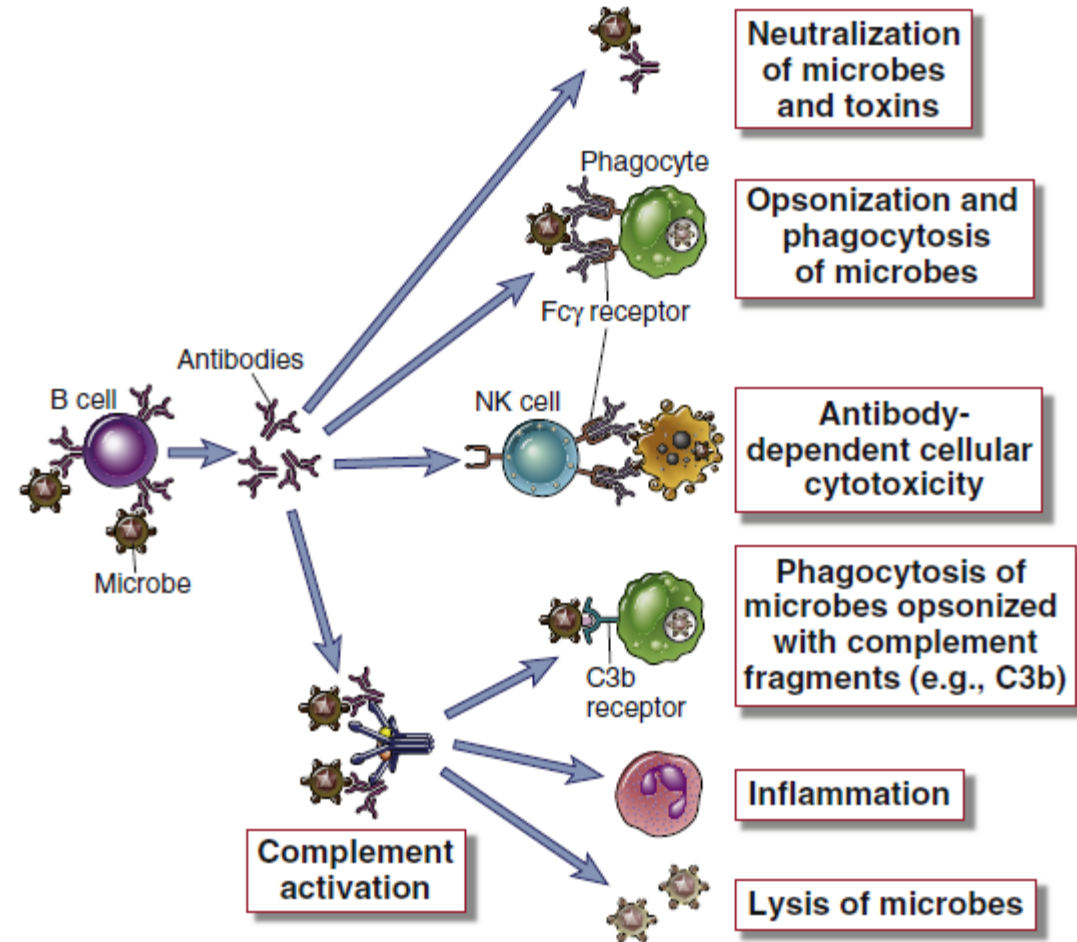 Neutralization
of microbes
and toxins
Phagocyte
Opsonization and
phagocytosis
of microbes
Fcγ receptor
Antibodies
B cell
NK cell
Antibody-
dependent cellular
cytotoxicity
Microbe
Phagocytosis of
microbes opsonized
with complement
fragments (e.g., C3b)
C3b
receptor
Inflammation
Complement
activation
Lysis of microbes